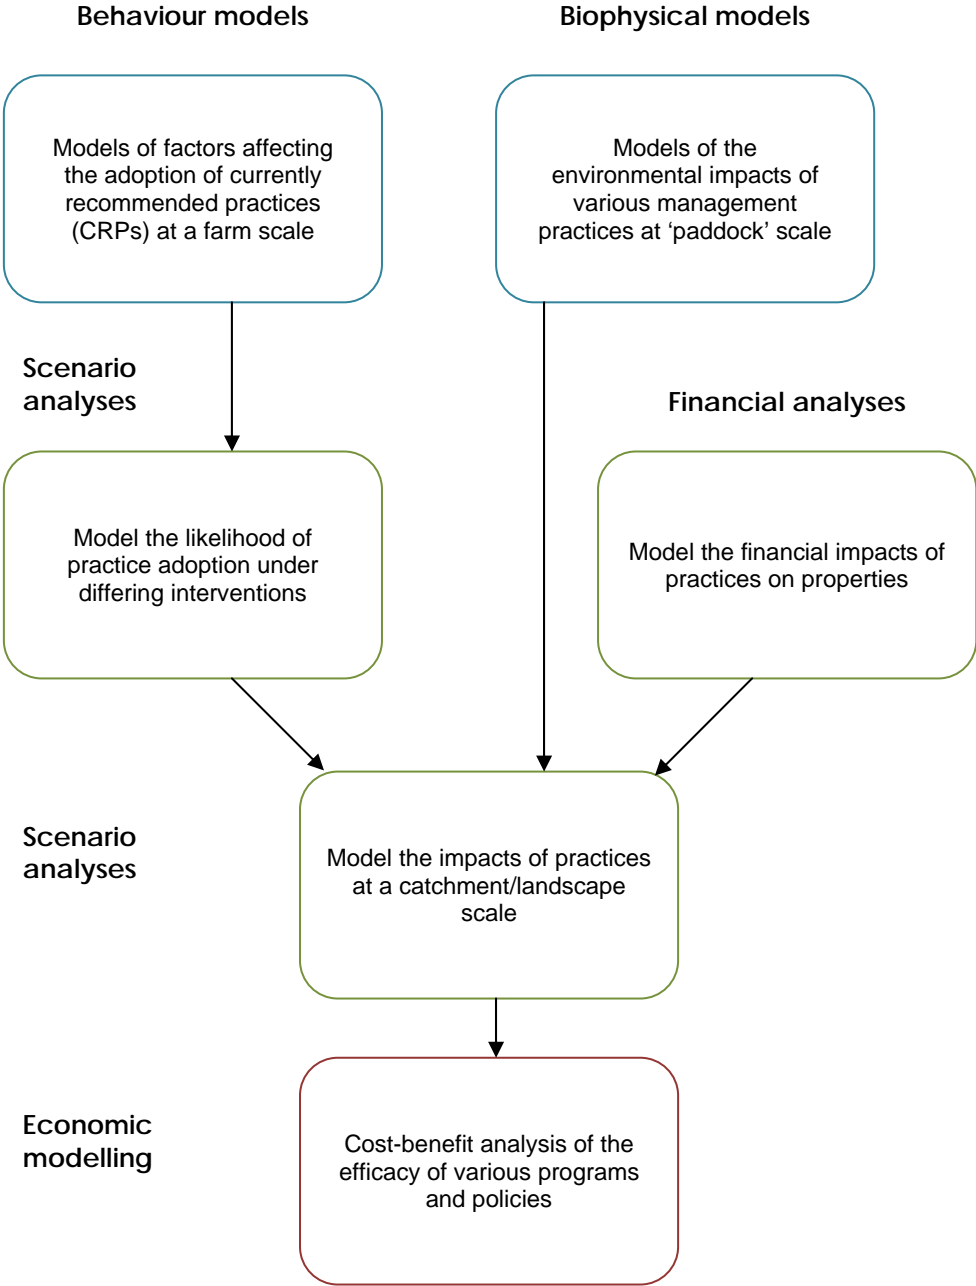 Behaviour models
Biophysical models
Models of factors affecting
the adoption of currently
recommended practices
(CRPs) at a farm scale
Models of the
environmental impacts of
various management
practices at ‘paddock’ scale
Scenario
analyses
Financial analyses
Model the likelihood of
practice adoption under
differing interventions
Model the financial impacts of
practices on properties
Scenario
analyses
Model the impacts of practices
at a catchment/landscape
scale
Economic
modelling
Cost-benefit analysis of the
efficacy of various programs
and policies